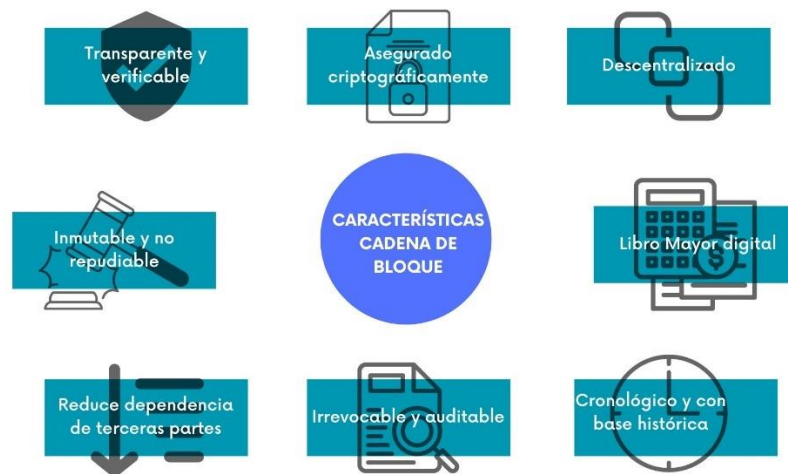 Transparente y
verificable
Asegurado
criptográficamente
Descentralizado
Inmutable y no
repudiable
CARACTERÍSTICAS
CADENA DE
BLOQUE
Libro Mayor digital
$
Reduce dependencia
de terceras partes
Irrevocable y auditable
Cronológico y con
base histórica